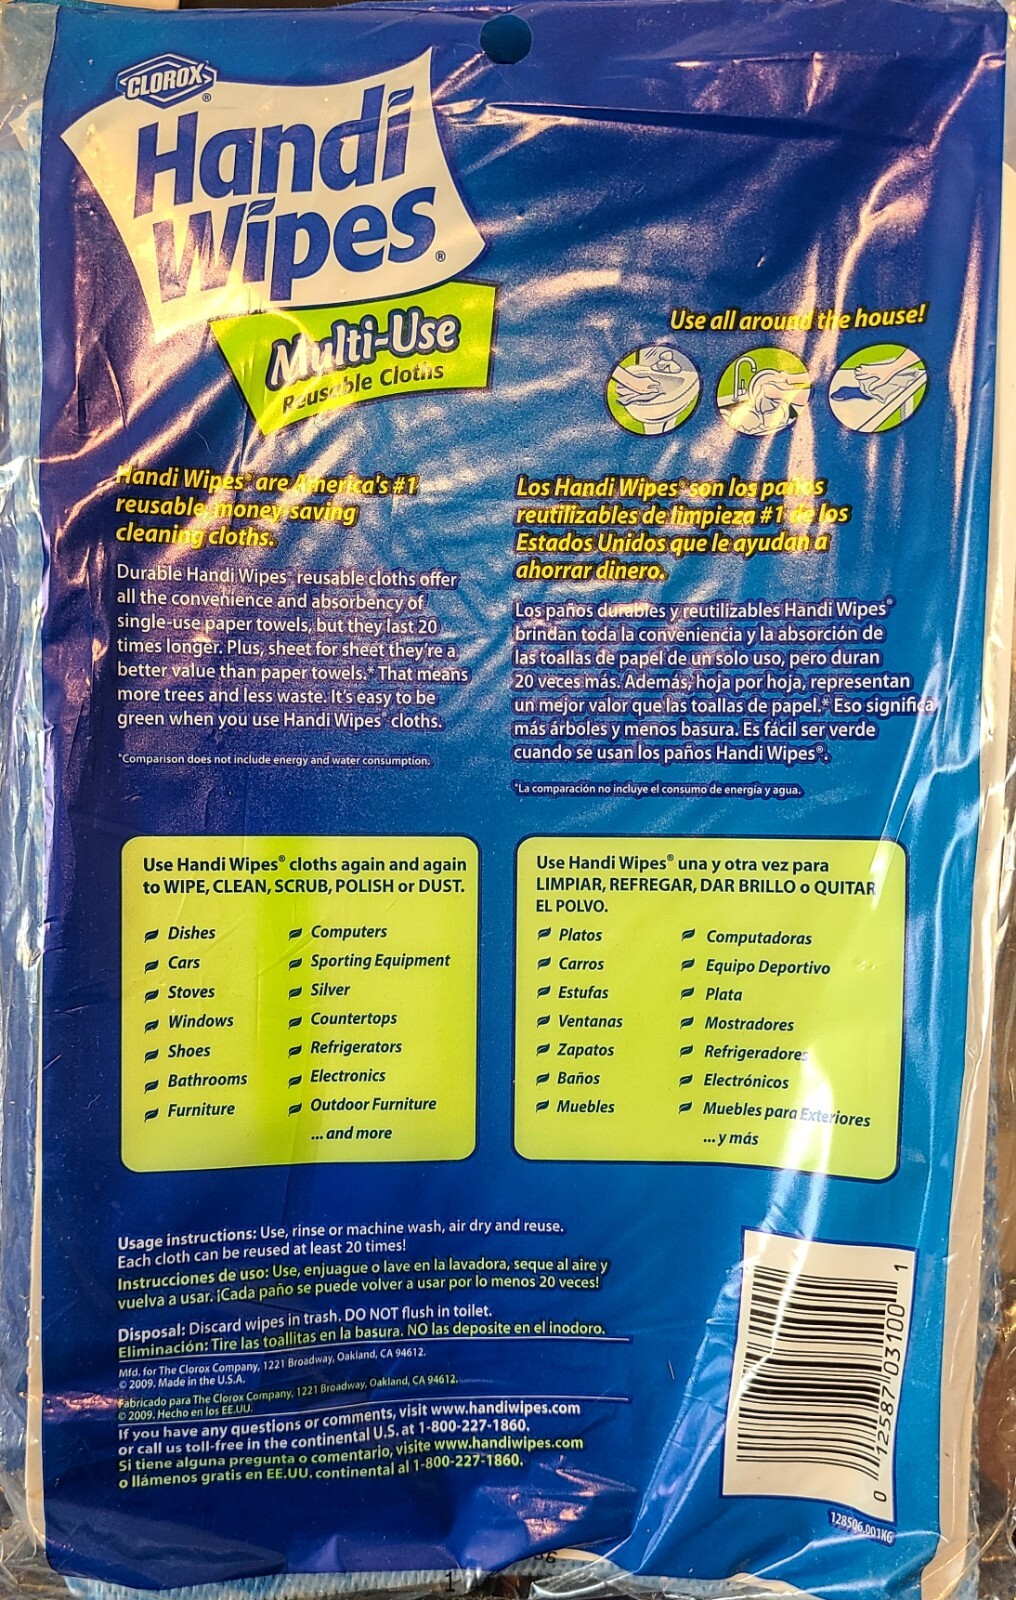 CLOROX®
Handi
Wipes®
Multi-Use
Reusable Cloths
Use all around the house!
Handi Wipes® are America's #1
reusable, money-saving
cleaning cloths.
Durable Handi Wipes® reusable cloths offer
all the convenience and absorbency of
single-use paper towels, but they last 20
times longer. Plus, sheet for sheet they're a
better value than paper towels.* That means
more trees and less waste. It's easy to be
green when you use Handi Wipes® cloths.
*Comparison does not include energy and water consumption.
Los Handi Wipes® son los paños
reutilizables de limpieza #1 de los
Estados Unidos que le ayudan a
ahorrar dinero.
Los paños durables y reutilizables Handi Wipes®
brindan toda la conveniencia y la absorción de
las toallas de papel de un solo uso, pero duran
20 veces más. Además, hoja por hoja, representan
un mejor valor que las toallas de papel.* Eso significa
más árboles y menos basura. Es fácil ser verde
cuando se usan los paños Handi Wipes®.
*La comparación no incluye el consumo de energía y agua.
Use Handi Wipes® cloths again and again
to WIPE, CLEAN, SCRUB, POLISH or DUST.
Dishes
Cars
Stoves
Windows
Shoes
Bathrooms
Furniture
Computers
Sporting Equipment
Silver
Countertops
Refrigerators
Electronics
Outdoor Furniture
... and more
Use Handi Wipes® una y otra vez para
LIMPIAR, REFREGAR, DAR BRILLO o QUITAR
EL POLVO.
Platos
Carros
Estufas
Ventanas
Zapatos
Baños
Muebles
Computadoras
Equipo Deportivo
Plata
Mostradores
Refrigeradores
Electrónicos
Muebles para Exteriores
... y más
Usage instructions: Use, rinse or machine wash, air dry and reuse.
Each cloth can be reused at least 20 times!
Instrucciones de uso: Use, enjuague o lave en la lavadora, seque al aire y
vuelva a usar. ¡Cada paño se puede volver a usar por lo menos 20 veces!
Disposal: Discard wipes in trash. DO NOT flush in toilet.
Eliminación: Tire las toallitas en la basura. NO las deposite en el inodoro.
Mfd. for The Clorox Company, 1221 Broadway, Oakland, CA 94612.
© 2009. Made in the U.S.A.
Fabricado para The Clorox Company, 1221 Broadway, Oakland, CA 94612.
© 2009. Hecho en los EE.UU.
If you have any questions or comments, visit www.handiwipes.com
or call us toll-free in the continental U.S. at 1-800-227-1860.
Si tiene alguna pregunta o comentario, visite www.handiwipes.com
o llámenos gratis en EE.UU. continental al 1-800-227-1860.
0 12587 03100 1
128506.001KG